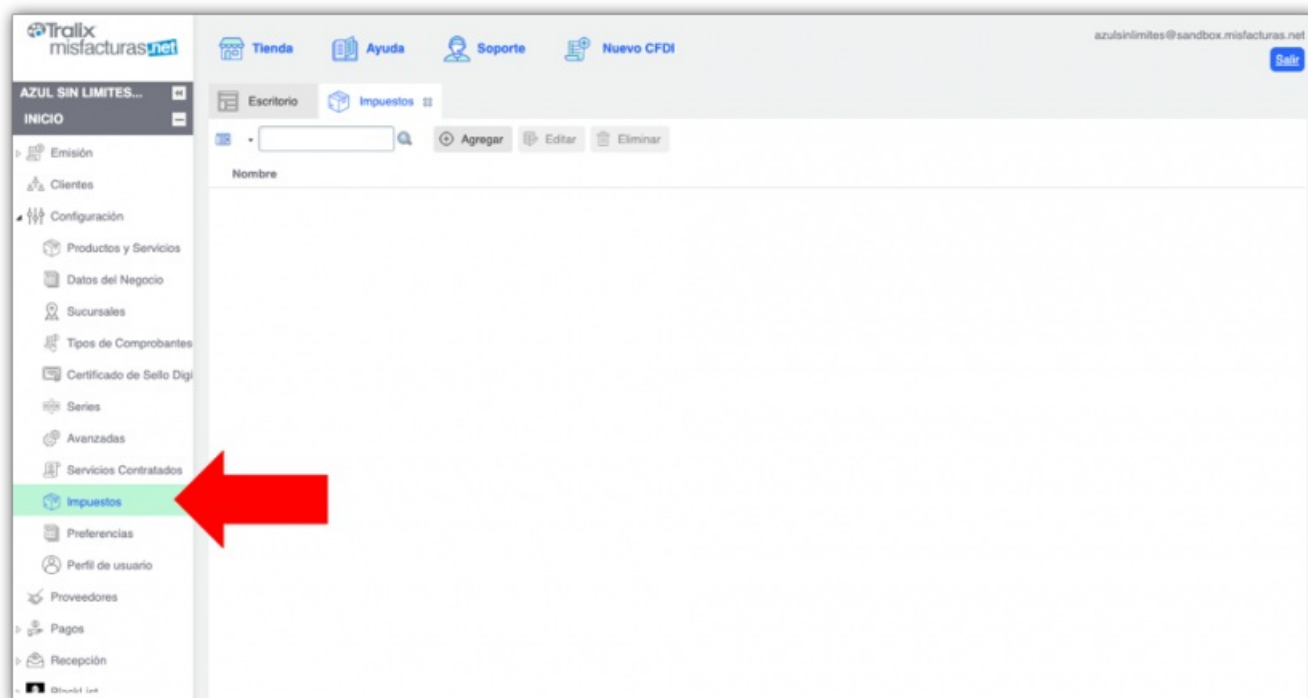 Tralix
misfacturas.net
Tienda
Ayuda
Soporte
Nuevo CFDI
azulsinlimites@sandbox.misfacturas.net
Salir
AZUL SIN LIMITES...
INICIO
Escritorio
Impuestos
Agregar
Editar
Eliminar
Nombre
Emisión
Clientes
Configuración
Productos y Servicios
Datos del Negocio
Sucursales
Tipos de Comprobantes
Certificado de Sello Digi
Series
Avanzadas
Servicios Contratados
Impuestos
Preferencias
Perfil de usuario
Proveedores
Pagos
Recepción
BlackList